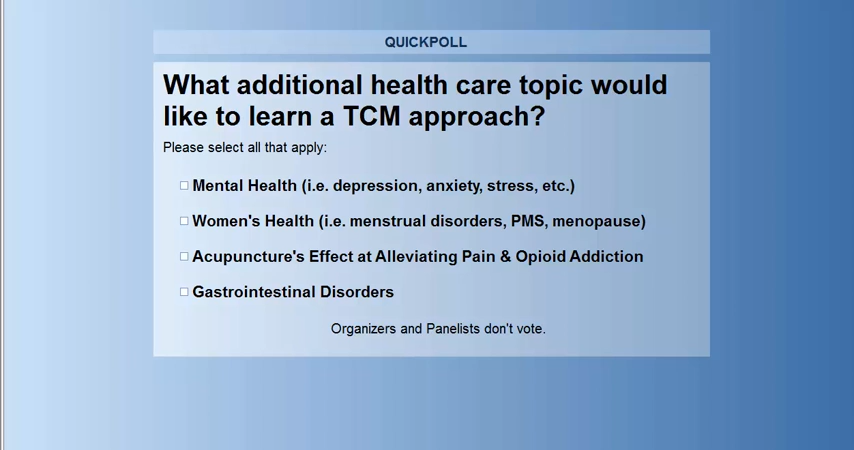 QUICKPOLL
What additional health care topic would
like to learn a TCM approach?
Please select all that apply:
Mental Health (i.e. depression, anxiety, stress, etc.)
Women's Health (i.e. menstrual disorders, PMS, menopause)
Acupuncture's Effect at Alleviating Pain & Opioid Addiction
Gastrointestinal Disorders
Organizers and Panelists don't vote.